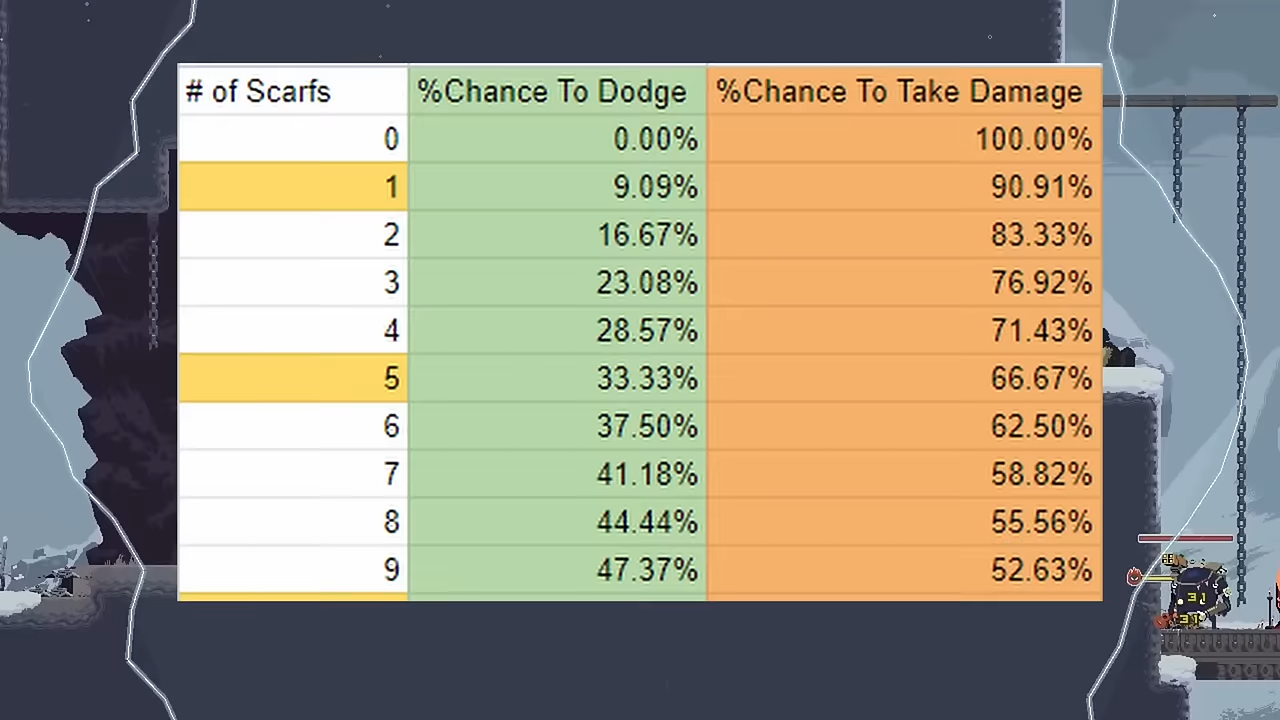 # of Scarfs %Chance To Dodge %Chance To Take Damage
0 0.00% 100.00%
1 9.09% 90.91%
2 16.67% 83.33%
3 23.08% 76.92%
4 28.57% 71.43%
5 33.33% 66.67%
6 37.50% 62.50%
7 41.18% 58.82%
8 44.44% 55.56%
9 47.37% 52.63%